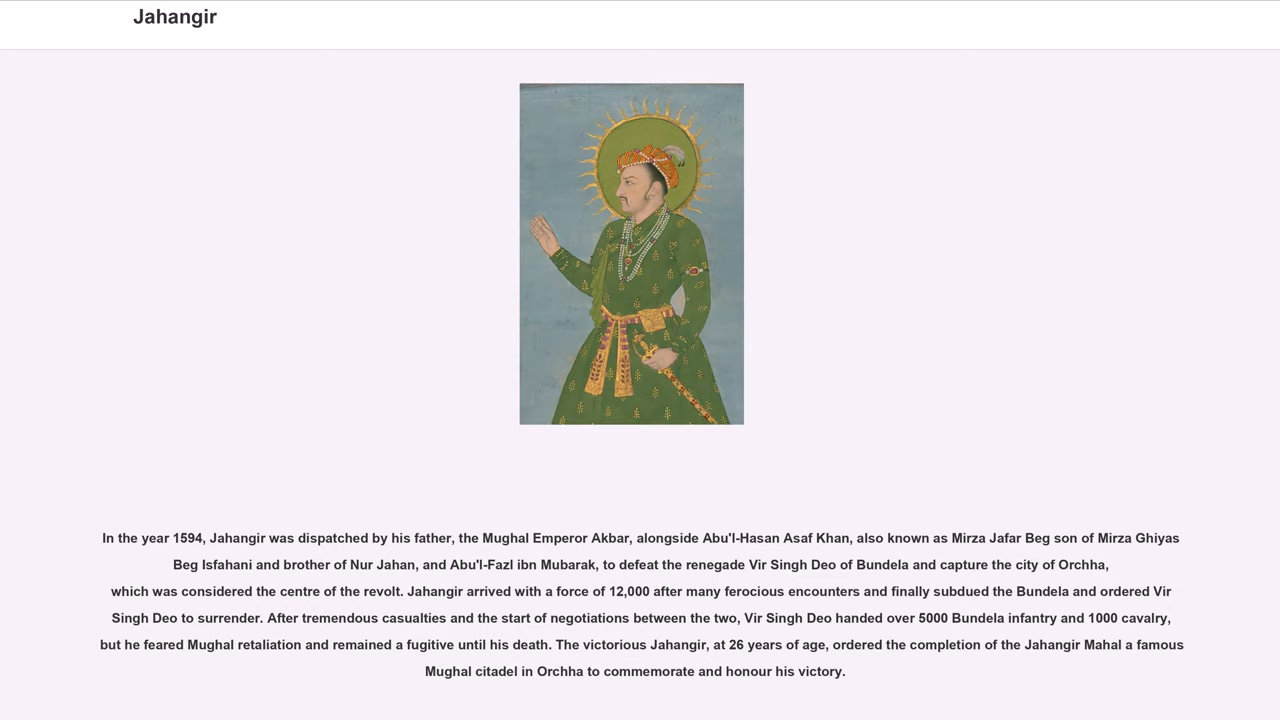 Jahangir
In the year 1594, Jahangir was dispatched by his father, the Mughal Emperor Akbar, alongside Abu'l-Hasan Asaf Khan, also known as Mirza Jafar Beg son of Mirza Ghiyas
Beg Isfahani and brother of Nur Jahan, and Abu'l-Fazl ibn Mubarak, to defeat the renegade Vir Singh Deo of Bundela and capture the city of Orchha,
which was considered the centre of the revolt. Jahangir arrived with a force of 12,000 after many ferocious encounters and finally subdued the Bundela and ordered Vir
Singh Deo to surrender. After tremendous casualties and the start of negotiations between the two, Vir Singh Deo handed over 5000 Bundela infantry and 1000 cavalry,
but he feared Mughal retaliation and remained a fugitive until his death. The victorious Jahangir, at 26 years of age, ordered the completion of the Jahangir Mahal a famous
Mughal citadel in Orchha to commemorate and honour his victory.